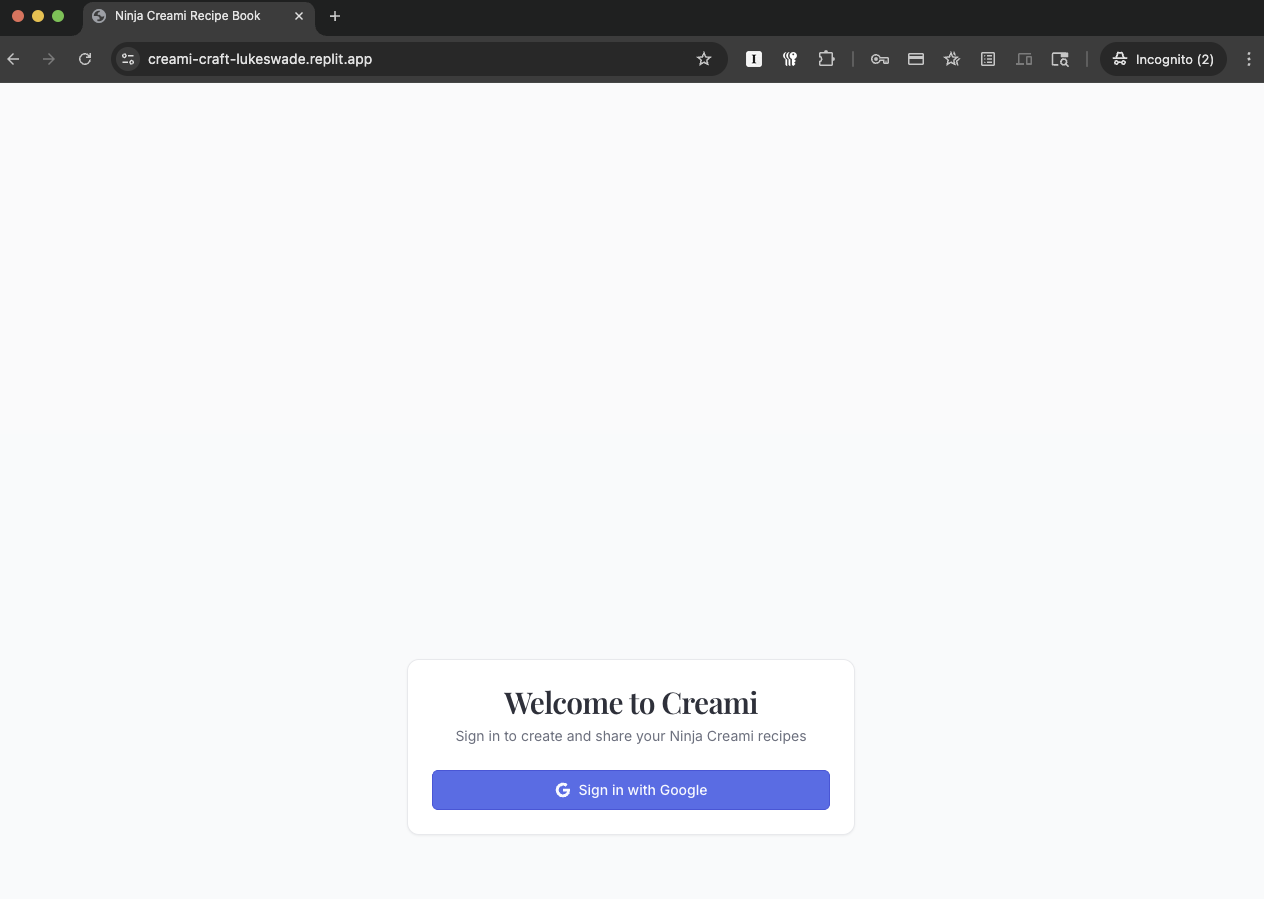 Ninja Creami Recipe Book
creami-craft-lukeswade.replit.app
Incognito (2)
Welcome to Creami
Sign in to create and share your Ninja Creami recipes
Sign in with Google